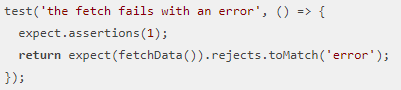 test('the fetch fails with an error', () => {
  expect.assertions(1);
  return expect(fetchData()).rejects.toMatch('error');
});